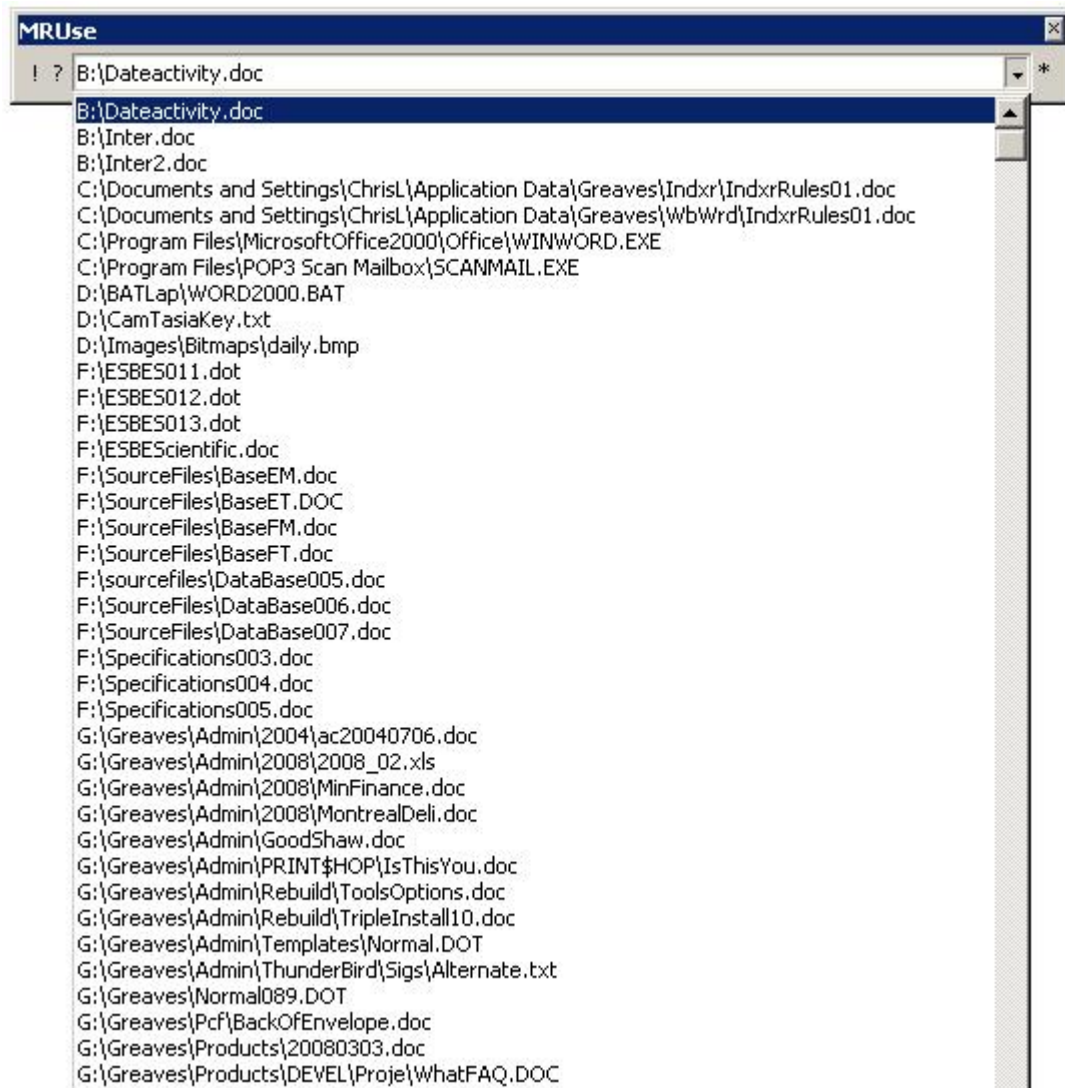 MRUse
! ? B:\Dateactivity.doc *
B:\Dateactivity.doc
B:\Inter.doc
B:\Inter2.doc
C:\Documents and Settings\ChrisL\Application Data\Greaves\Indxr\IndxrRules01.doc
C:\Documents and Settings\ChrisL\Application Data\Greaves\WbWrd\IndxrRules01.doc
C:\Program Files\MicrosoftOffice2000\Office\WINWORD.EXE
C:\Program Files\POP3 Scan Mailbox\SCANMAIL.EXE
D:\BATLap\WORD2000.BAT
D:\CamTasiaKey.txt
D:\Images\Bitmaps\daily.bmp
F:\ESBES011.dot
F:\ESBES012.dot
F:\ESBES013.dot
F:\ESBEScientific.doc
F:\SourceFiles\BaseEM.doc
F:\SourceFiles\BaseET.DOC
F:\SourceFiles\BaseFM.doc
F:\SourceFiles\BaseFT.doc
F:\sourcefiles\DataBase005.doc
F:\SourceFiles\DataBase006.doc
F:\SourceFiles\DataBase007.doc
F:\Specifications003.doc
F:\Specifications004.doc
F:\Specifications005.doc
G:\Greaves\Admin\2004\ac20040706.doc
G:\Greaves\Admin\2008\2008_02.xls
G:\Greaves\Admin\2008\MinFinance.doc
G:\Greaves\Admin\2008\MontrealDeli.doc
G:\Greaves\Admin\GoodShaw.doc
G:\Greaves\Admin\PRINT$HOP\IsThisYou.doc
G:\Greaves\Admin\Rebuild\ToolsOptions.doc
G:\Greaves\Admin\Rebuild\TripleInstall10.doc
G:\Greaves\Admin\Templates\Normal.DOT
G:\Greaves\Admin\ThunderBird\Sigs\Alternate.txt
G:\Greaves\Normal089.DOT
G:\Greaves\Pcf\BackOfEnvelope.doc
G:\Greaves\Products\20080303.doc
G:\Greaves\Products\DEVEL\Proje\WhatFAQ.DOC